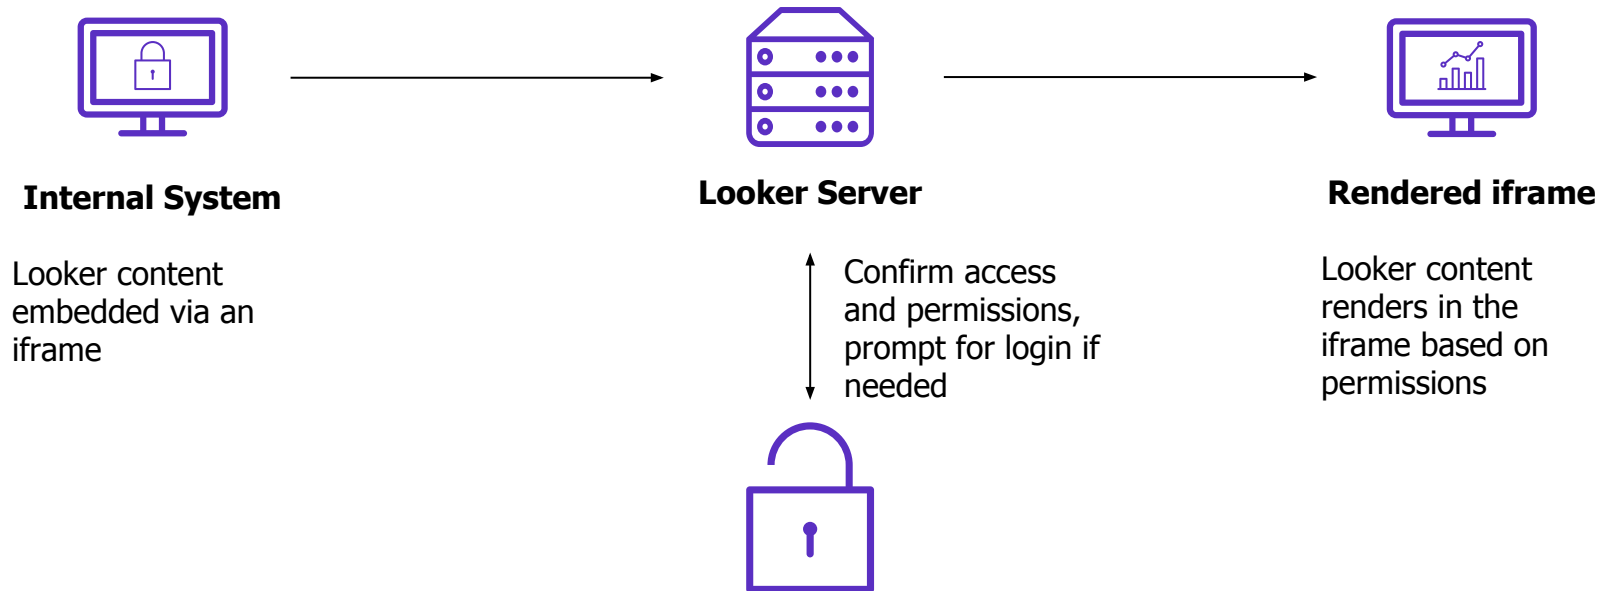 Internal System
Looker content
embedded via an
iframe
Looker Server
Confirm access
and permissions,
prompt for login if
needed
Rendered iframe
Looker content
renders in the
iframe based on
permissions